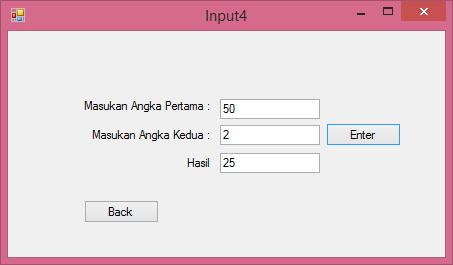 Input4
Masukan Angka Pertama : 50
Masukan Angka Kedua : 2 Enter
Hasil 25
Back